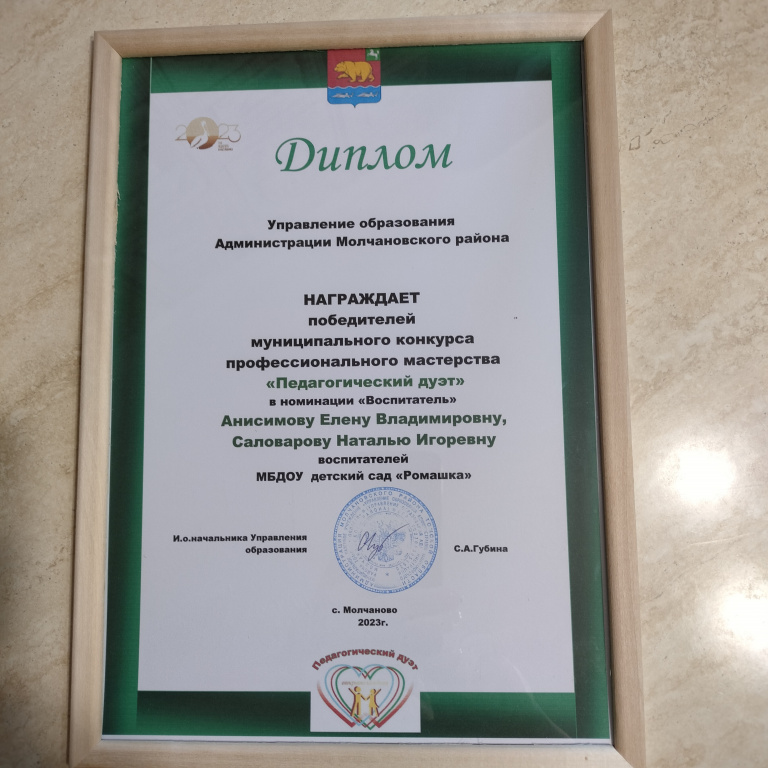 2023
Диплом
Управление образования
Администрации Молчановского района
НАГРАЖДАЕТ
победителей
муниципального конкурса
профессионального мастерства
«Педагогический дуэт»
в номинации «Воспитатель»
Анисимову Елену Владимировну,
Саловарову Наталью Игоревну
воспитателей
МБДОУ детский сад «Ромашка»
И.о.начальника Управления
образования
С.А.Губина
с. Молчаново
2023г.
Педагогический дуэт